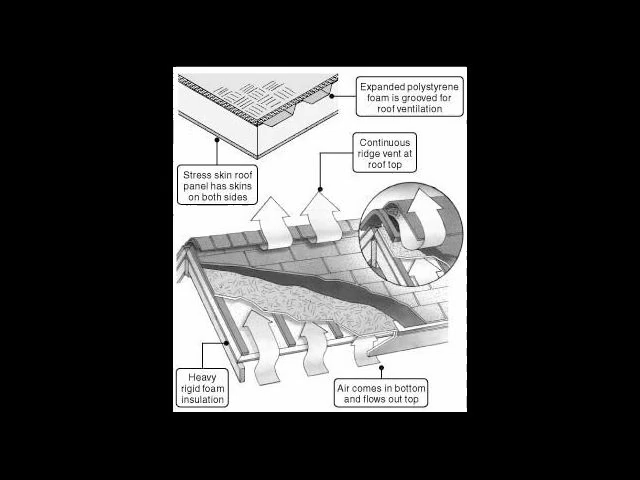 Expanded polystyrene
foam is grooved for
roof ventilation
Continuous
ridge vent at
roof top
Stress skin roof
panel has skins
on both sides
Heavy
rigid foam
insulation
Air comes in bottom
and flows out top